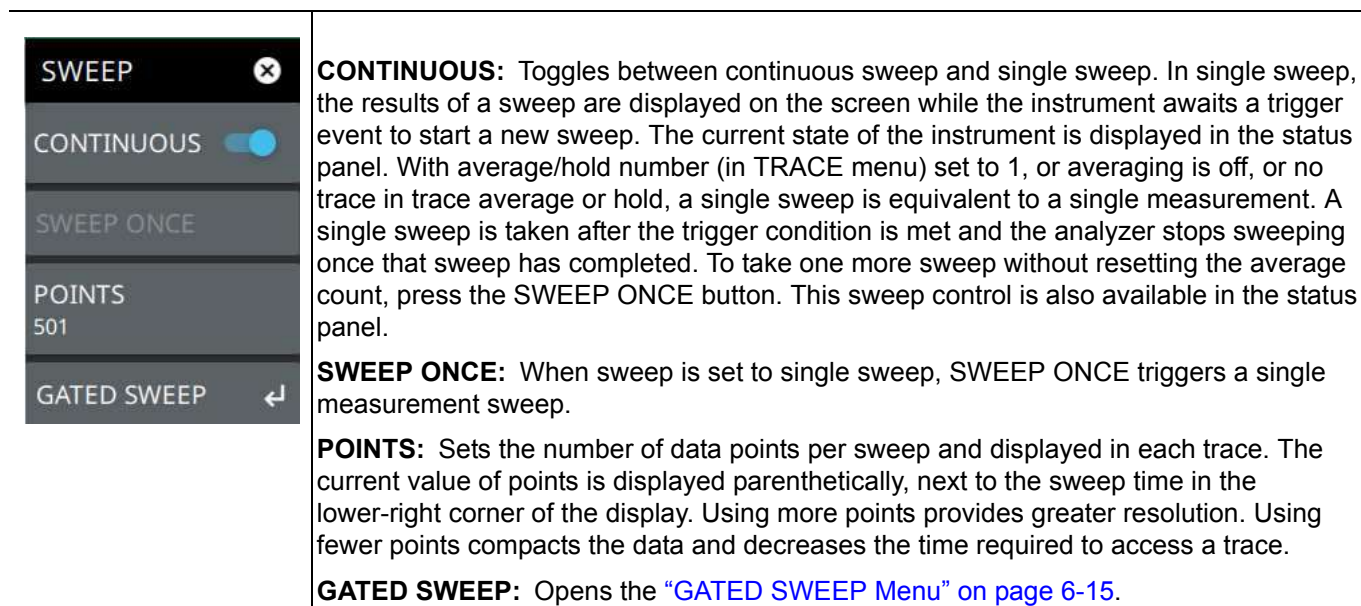 SWEEP
CONTINUOUS
SWEEP ONCE
POINTS
501
GATED SWEEP
CONTINUOUS: Toggles between continuous sweep and single sweep. In single sweep,
the results of a sweep are displayed on the screen while the instrument awaits a trigger
event to start a new sweep. The current state of the instrument is displayed in the status
panel. With average/hold number (in TRACE menu) set to 1, or averaging is off, or no
trace in trace average or hold, a single sweep is equivalent to a single measurement. A
single sweep is taken after the trigger condition is met and the analyzer stops sweeping
once that sweep has completed. To take one more sweep without resetting the average
count, press the SWEEP ONCE button. This sweep control is also available in the status
panel.
SWEEP ONCE: When sweep is set to single sweep, SWEEP ONCE triggers a single
measurement sweep.
POINTS: Sets the number of data points per sweep and displayed in each trace. The
current value of points is displayed parenthetically, next to the sweep time in the
lower-right corner of the display. Using more points provides greater resolution. Using
fewer points compacts the data and decreases the time required to access a trace.
GATED SWEEP: Opens the “GATED SWEEP Menu” on page 6-15.